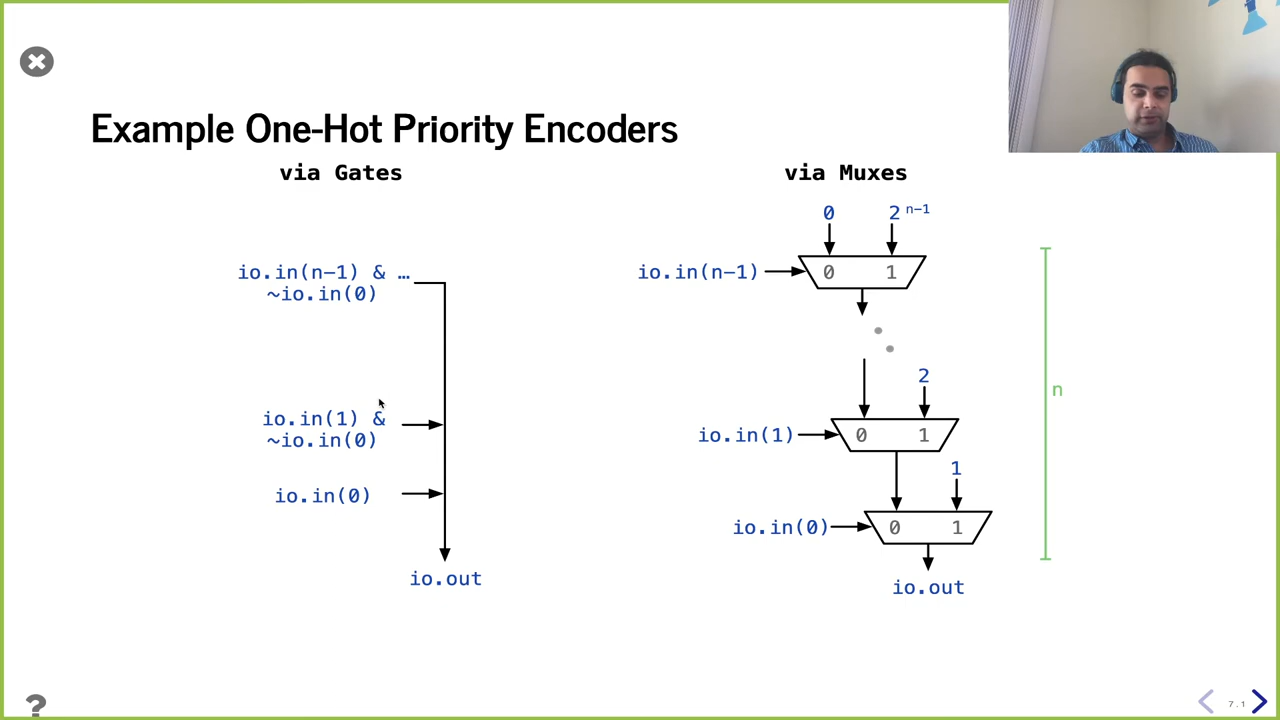 Example One-Hot Priority Encoders
via Gates
io.in(n-1) & …
~io.in(0)
io.in(1) &
~io.in(0)
io.in(0)
io.out
via Muxes
0 2 n-1
io.in(n-1) 0 1
2
io.in(1) 0 1
1
io.in(0) 0 1
io.out
n
?
7.1